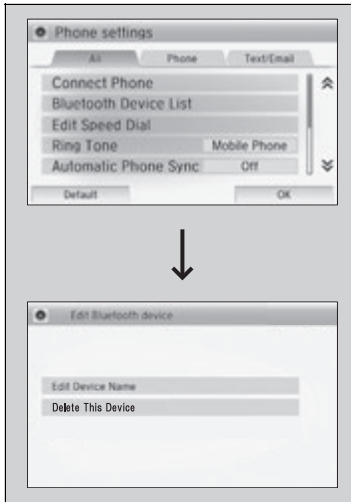 Phone settings
All Phone Text/Email
Connect Phone
Bluetooth Device List
Edit Speed Dial
Ring Tone Mobile Phone
Automatic Phone Sync Off
Default OK
Edit Bluetooth device
Edit Device Name
Delete This Device